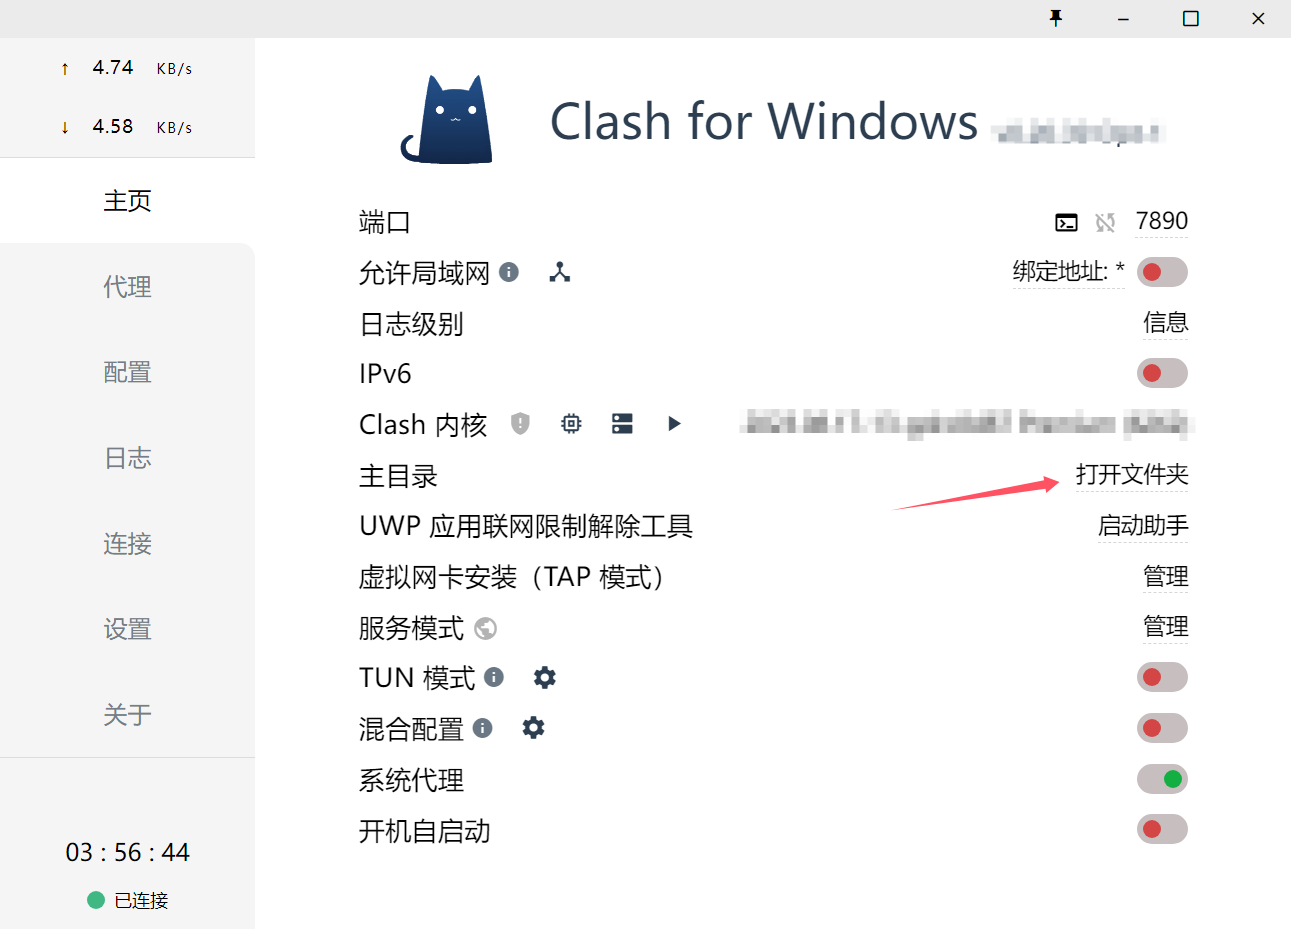 ↑ 4.74 KB/s
↓ 4.58 KB/s
主页
代理
配置
日志
连接
设置
关于
03 : 56 : 44
已连接
Clash for Windows
端口 7890
允许局域网 绑定地址: *
日志级别 信息
IPv6
Clash 内核
主目录 打开文件夹
UWP 应用联网限制解除工具 启动助手
虚拟网卡安装（TAP 模式） 管理
服务模式 管理
TUN 模式
混合配置
系统代理
开机自启动